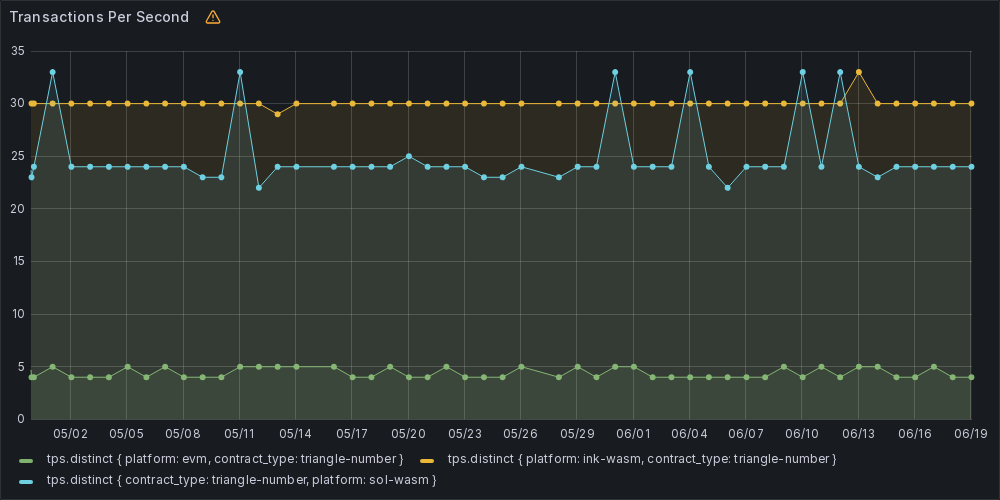 Transactions Per Second
35
30
25
20
15
10
5
0
05/02 05/05 05/08 05/11 05/14 05/17 05/20 05/23 05/26 05/29 06/01 06/04 06/07 06/10 06/13 06/16 06/19
tps.distinct { platform: evm, contract_type: triangle-number } tps.distinct { platform: ink-wasm, contract_type: triangle-number }
tps.distinct { contract_type: triangle-number, platform: sol-wasm }